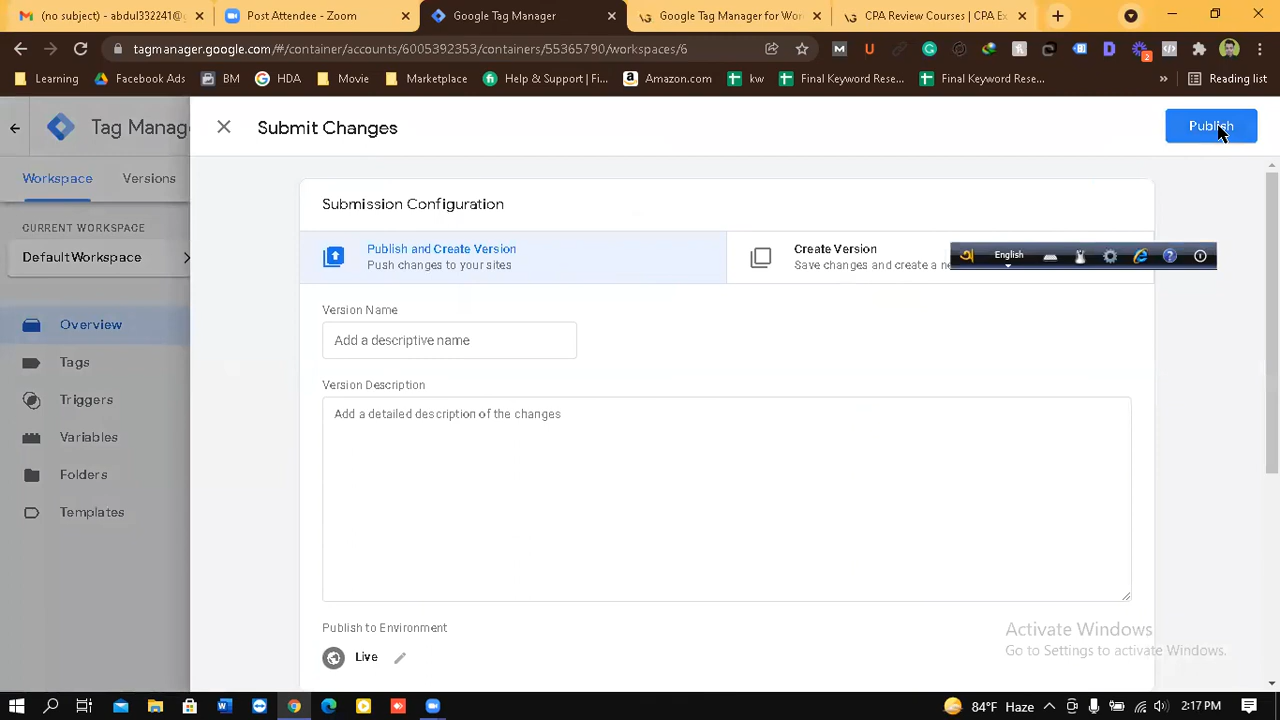 (no subject) - abdul332241@g
Post Attendee - Zoom
Google Tag Manager
Google Tag Manager for Wor
CPA Review Courses | CPA Ex
tagmanager.google.com/#/container/accounts/6005392353/containers/55365790/workspaces/6
Learning
Facebook Ads
BM
HDA
Movie
Marketplace
Help & Support | Fi...
Amazon.com
kw
Final Keyword Rese...
Final Keyword Rese...
Reading list
Tag Mana
Submit Changes
Publish
Workspace
Versions
Submission Configuration
CURRENT WORKSPACE
Default Workspace
Publish and Create Version
Push changes to your sites
Create Version
Save changes and create a ne
English
Version Name
Add a descriptive name
Overview
Tags
Triggers
Variables
Folders
Templates
Version Description
Add a detailed description of the changes
Publish to Environment
Live
Activate Windows
Go to Settings to activate Windows.
84°F Haze
2:17 PM